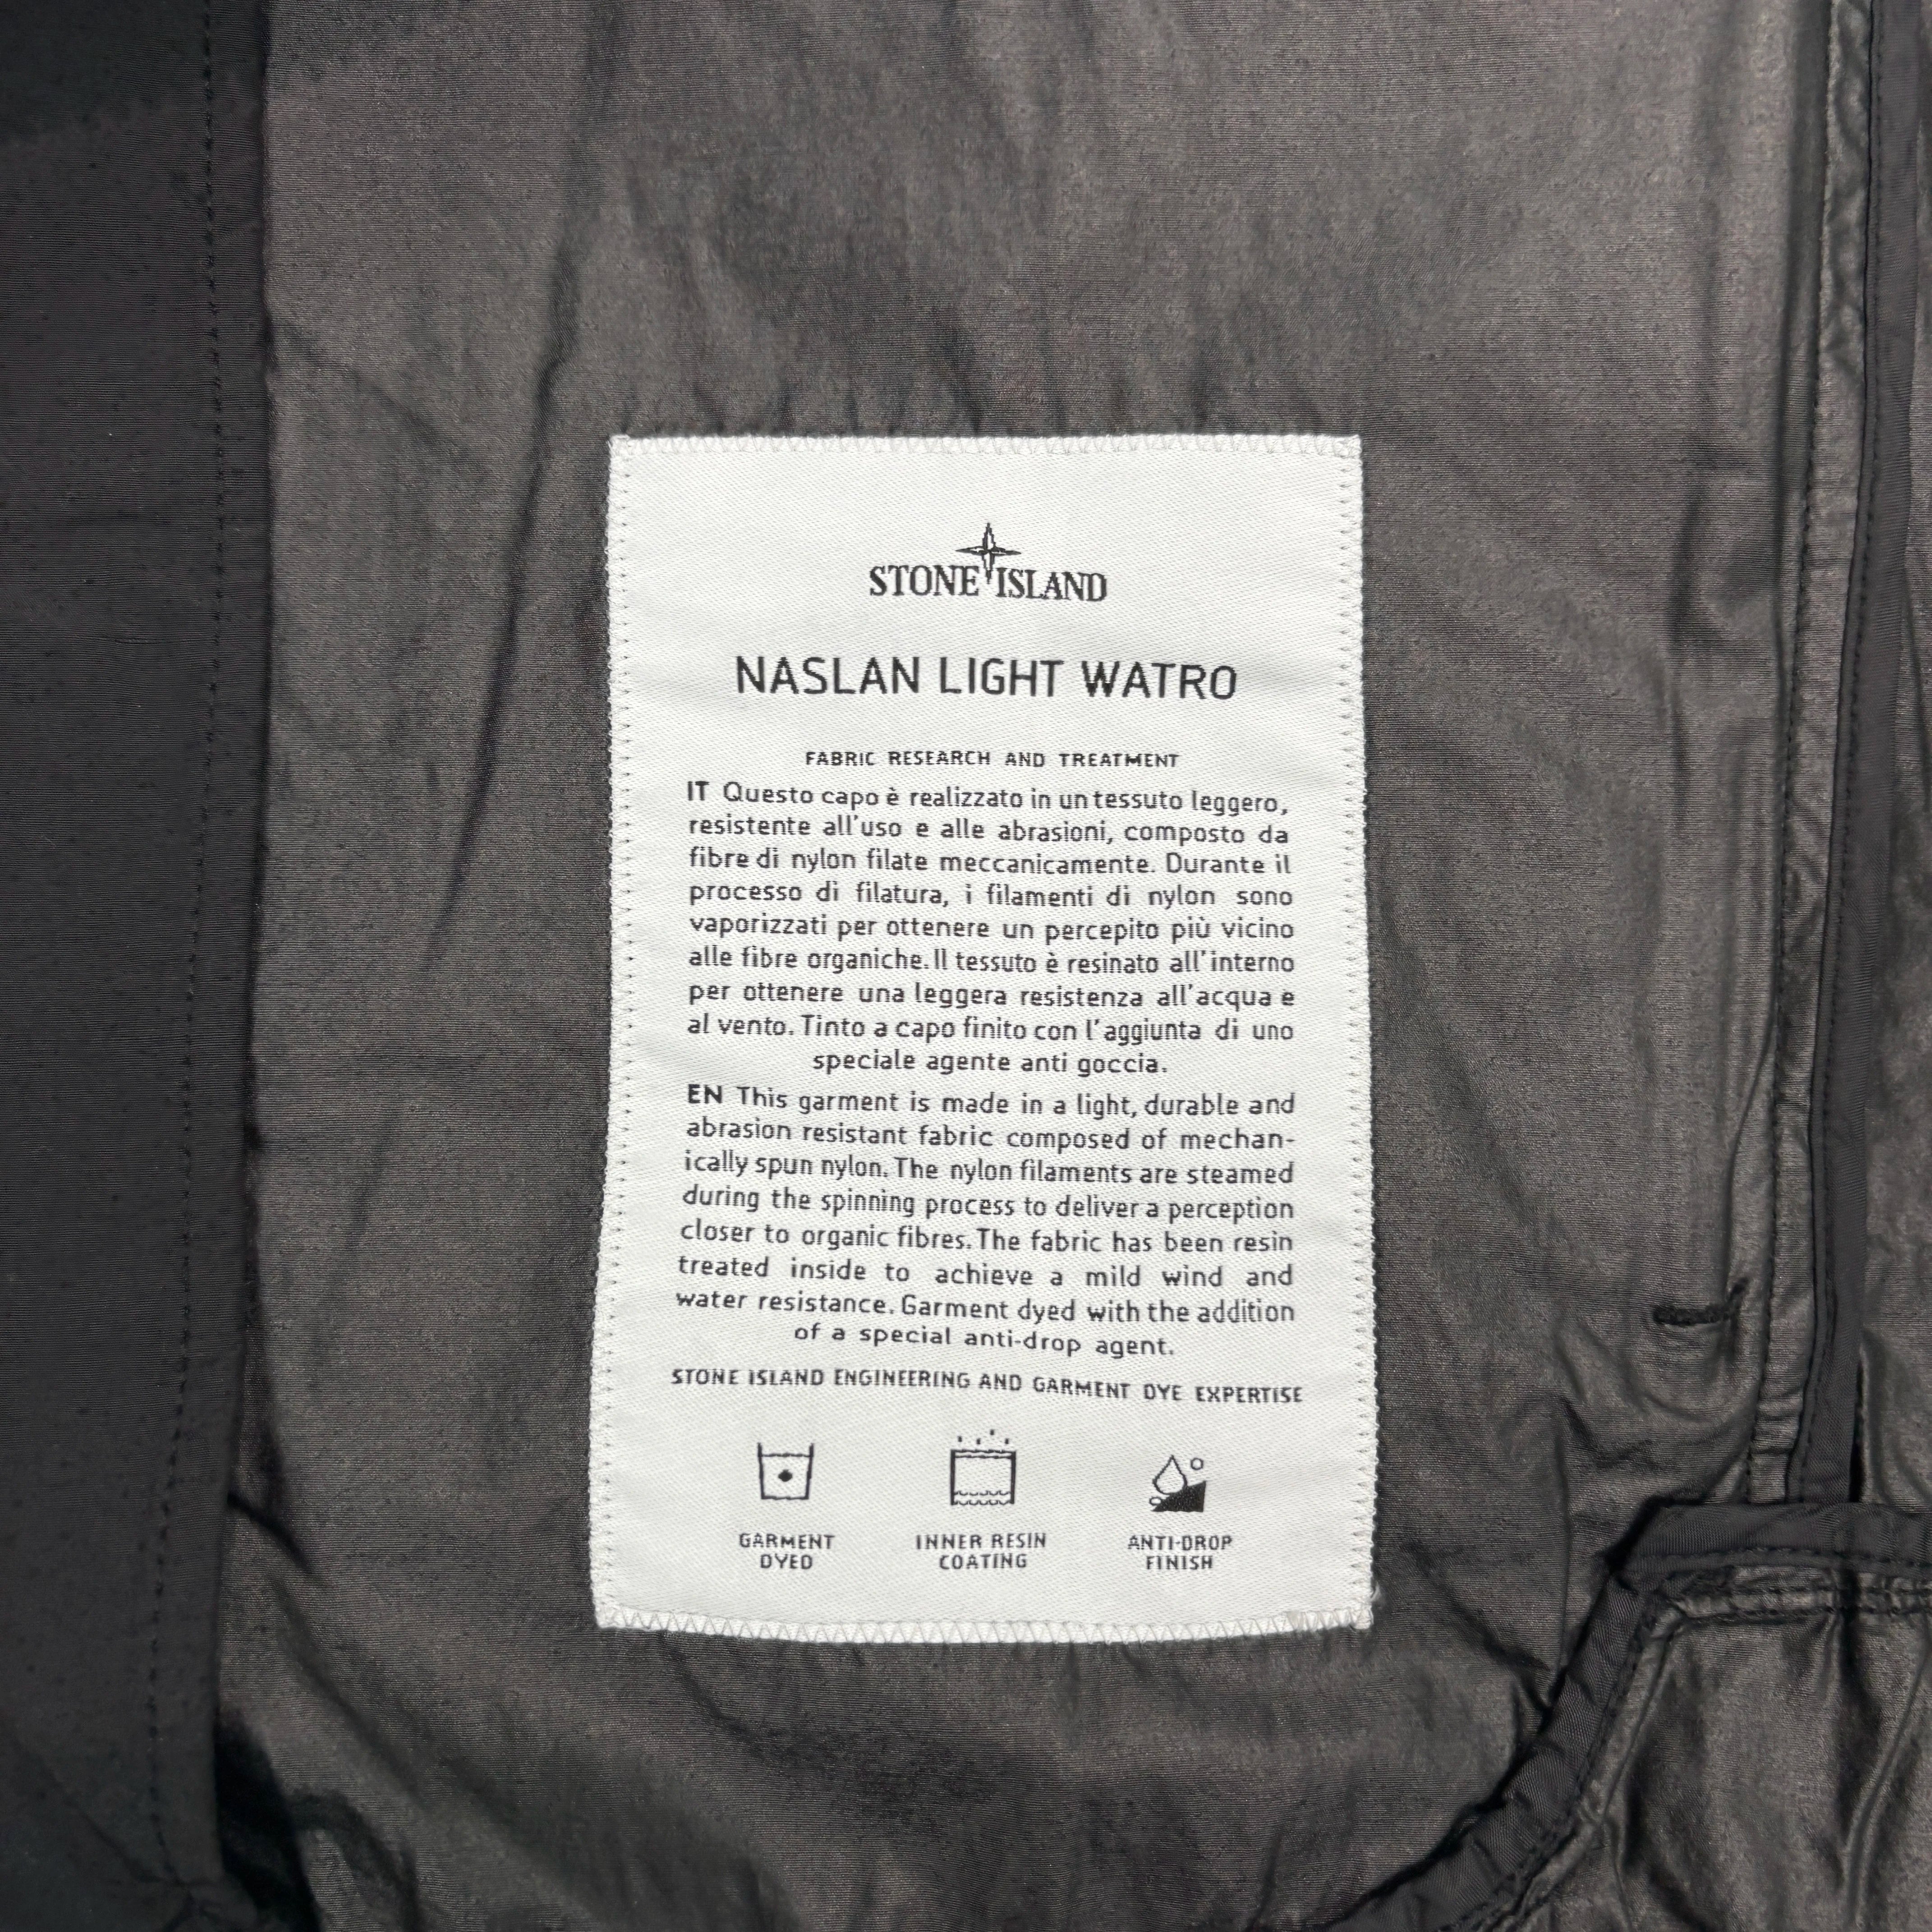 STONE ISLAND
NASLAN LIGHT WATRO
FABRIC RESEARCH AND TREATMENT
IT Questo capo è realizzato in un tessuto leggero,
resistente all'uso e alle abrasioni, composto da
fibre di nylon filate meccanicamente. Durante il
processo di filatura, i filamenti di nylon sono
vaporizzati per ottenere un percepito più vicino
alle fibre organiche. Il tessuto è resinato all'interno
per ottenere una leggera resistenza all'acqua e
al vento. Tinto a capo finito con l'aggiunta di uno
speciale agente anti goccia.
EN This garment is made in a light, durable and
abrasion resistant fabric composed of mechan-
ically spun nylon. The nylon filaments are steamed
during the spinning process to deliver a perception
closer to organic fibres. The fabric has been resin
treated inside to achieve a mild wind and
water resistance. Garment dyed with the addition
of a special anti-drop agent.
STONE ISLAND ENGINEERING AND GARMENT DYE EXPERTISE
GARMENT
DYED
INNER RESIN
COATING
ANTI-DROP
FINISH